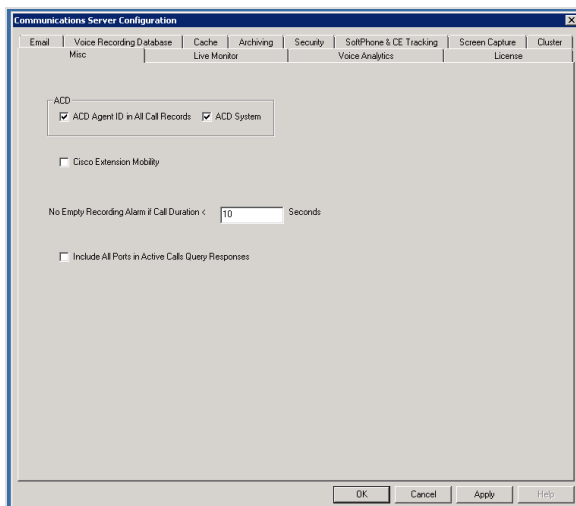 Communications Server Configuration
Email Voice Recording Database Cache Archiving Security SoftPhone & CE Tracking Screen Capture Cluster
Misc Live Monitor Voice Analytics License
ACD
ACD Agent ID in All Call Records ACD System
Cisco Extension Mobility
No Empty Recording Alarm if Call Duration < 10 Seconds
Include All Ports in Active Calls Query Responses
OK Cancel Apply Help